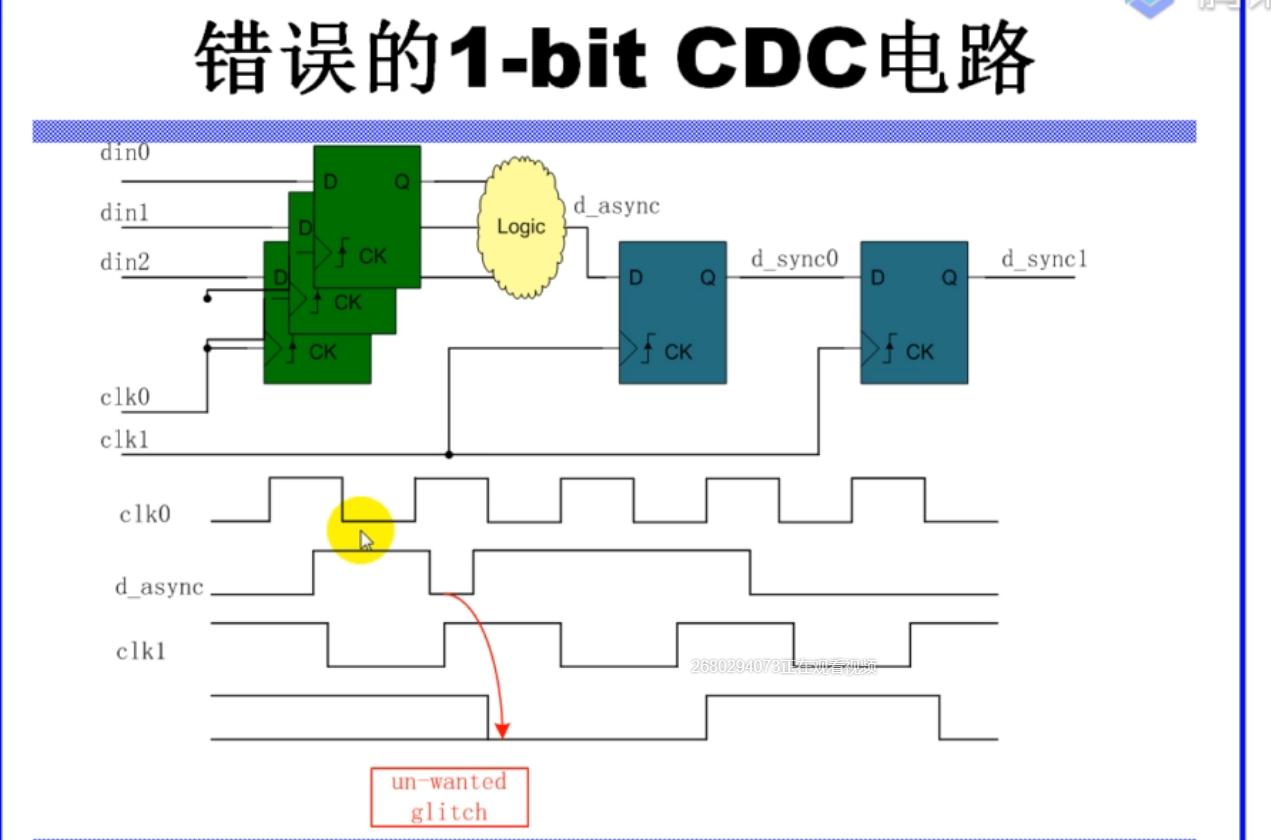 错误的1-bit CDC电路
din0
D Q
din1
D
Logic
d_async
CK
din2
D
D Q
d_sync0
D Q
d_sync1
CK
CK
CK
CK
clk0
clk1
clk0
d_async
clk1
2680294073正在观看视频
un-wanted
glitch